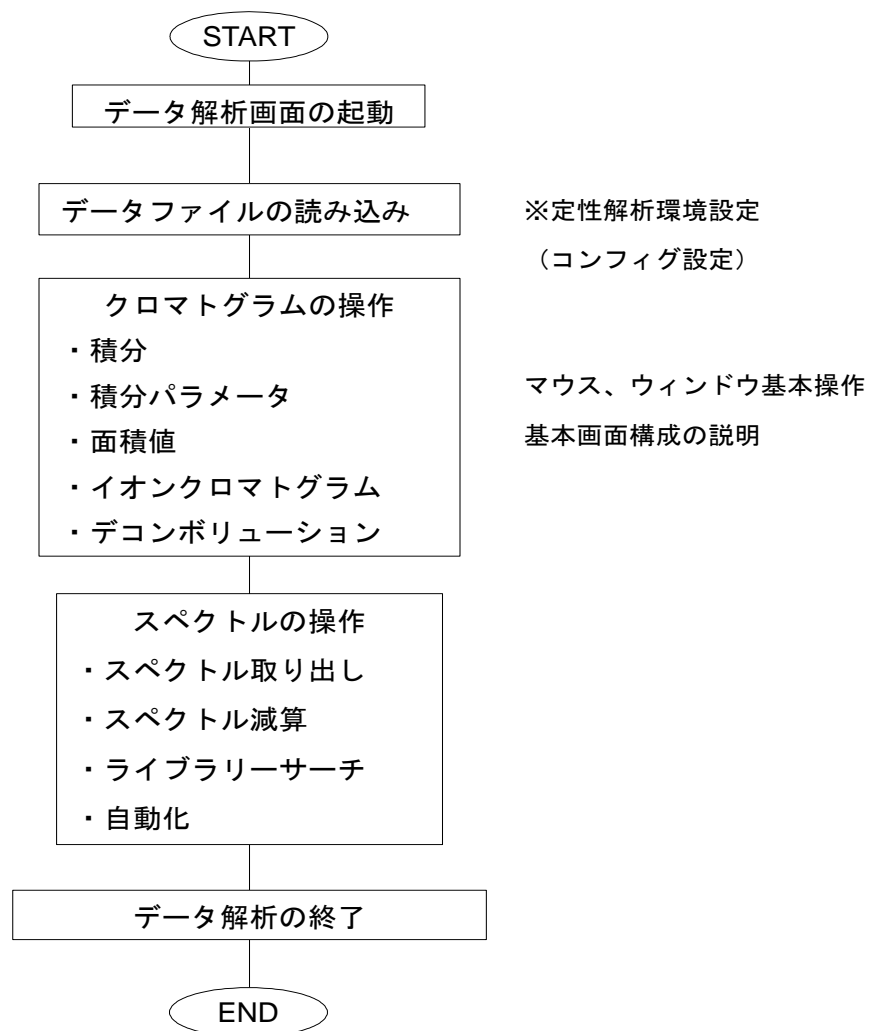 START
データ解析画面の起動
データファイルの読み込み
※定性解析環境設定
（コンフィグ設定）
クロマトグラムの操作
・積分
・積分パラメータ
・面積値
・イオンクロマトグラム
・デコンボリューション
マウス、ウィンドウ基本操作
基本画面構成の説明
スペクトルの操作
・スペクトル取り出し
・スペクトル減算
・ライブラリーサーチ
・自動化
データ解析の終了
END